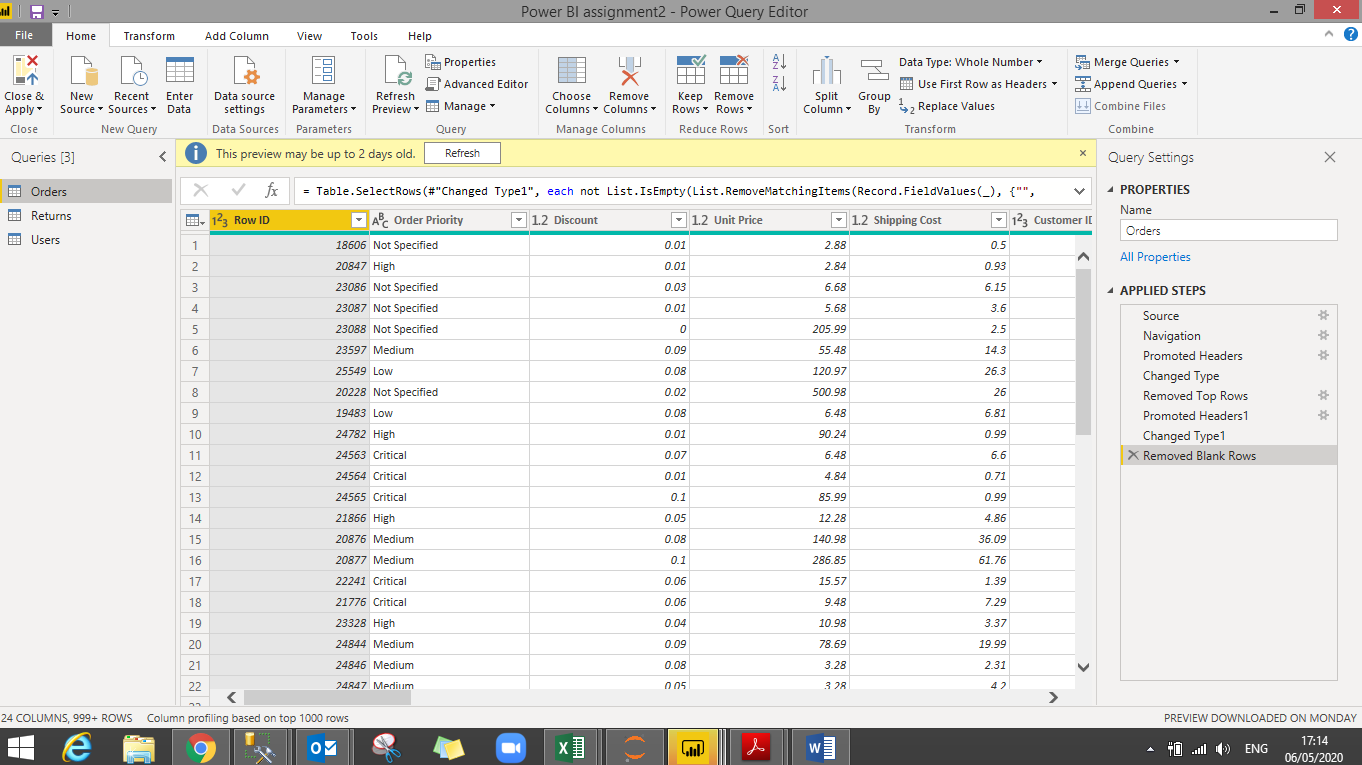 Power BI assignment2 - Power Query Editor
File Home Transform Add Column View Tools Help
Close & Apply
New Source
Recent Sources
Enter Data
Data source settings
Manage Parameters
Refresh Preview
Properties
Advanced Editor
Manage
Choose Columns
Remove Columns
Keep Rows
Remove Rows
Split Column
Group By
Data Type: Whole Number
Use First Row as Headers
Replace Values
Merge Queries
Append Queries
Combine Files
Close New Query Data Sources Parameters Query Manage Columns Reduce Rows Sort Transform Combine
Queries [3]
Orders
Returns
Users
This preview may be up to 2 days old. Refresh
= Table.SelectRows(#"Changed Type1", each not List.IsEmpty(List.RemoveMatchingItems(Record.FieldValues(_), {"",
Row ID Order Priority 1.2 Discount 1.2 Unit Price 1.2 Shipping Cost Customer ID
1 18606 Not Specified 0.01 2.88 0.5
2 20847 High 0.01 2.84 0.93
3 23086 Not Specified 0.03 6.68 6.15
4 23087 Not Specified 0.01 5.68 3.6
5 23088 Not Specified 0 205.99 2.5
6 23597 Medium 0.09 55.48 14.3
7 25549 Low 0.08 120.97 26.3
8 20228 Not Specified 0.02 500.98 26
9 19483 Low 0.08 6.48 6.81
10 24782 High 0.01 90.24 0.99
11 24563 Critical 0.07 6.48 6.6
12 24564 Critical 0.01 4.84 0.71
13 24565 Critical 0.1 85.99 0.99
14 21866 High 0.05 12.28 4.86
15 20876 Medium 0.08 140.98 36.09
16 20877 Medium 0.1 286.85 61.76
17 22241 Critical 0.06 15.57 1.39
18 21776 Critical 0.06 9.48 7.29
19 23328 High 0.04 10.98 3.37
20 24844 Medium 0.09 78.69 19.99
21 24846 Medium 0.08 3.28 2.31
22 24847 Medium 0.05 3.28 4.2
Query Settings
PROPERTIES
Name
Orders
All Properties
APPLIED STEPS
Source
Navigation
Promoted Headers
Changed Type
Removed Top Rows
Promoted Headers1
Changed Type1
Removed Blank Rows
24 COLUMNS, 999+ ROWS Column profiling based on top 1000 rows
PREVIEW DOWNLOADED ON MONDAY
ENG
17:14
06/05/2020